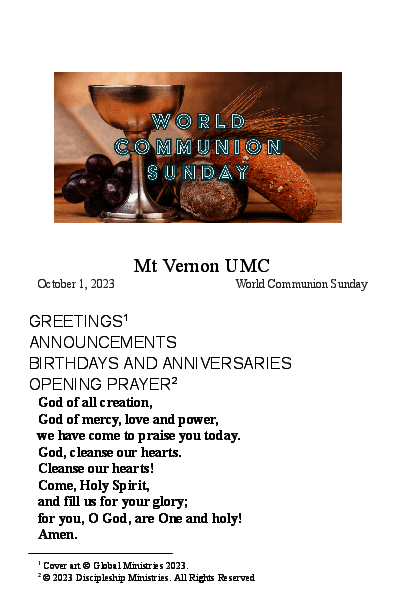 WORLD
COMMUNION
SUNDAY
Mt Vernon UMC
October 1, 2023 World Communion Sunday
GREETINGS¹
ANNOUNCEMENTS
BIRTHDAYS AND ANNIVERSARIES
OPENING PRAYER²
God of all creation,
God of mercy, love and power,
we have come to praise you today.
God, cleanse our hearts.
Cleanse our hearts!
Come, Holy Spirit,
and fill us for your glory;
for you, O God, are One and holy!
Amen.
¹ Cover art © Global Ministries 2023.
² © 2023 Discipleship Ministries. All Rights Reserved